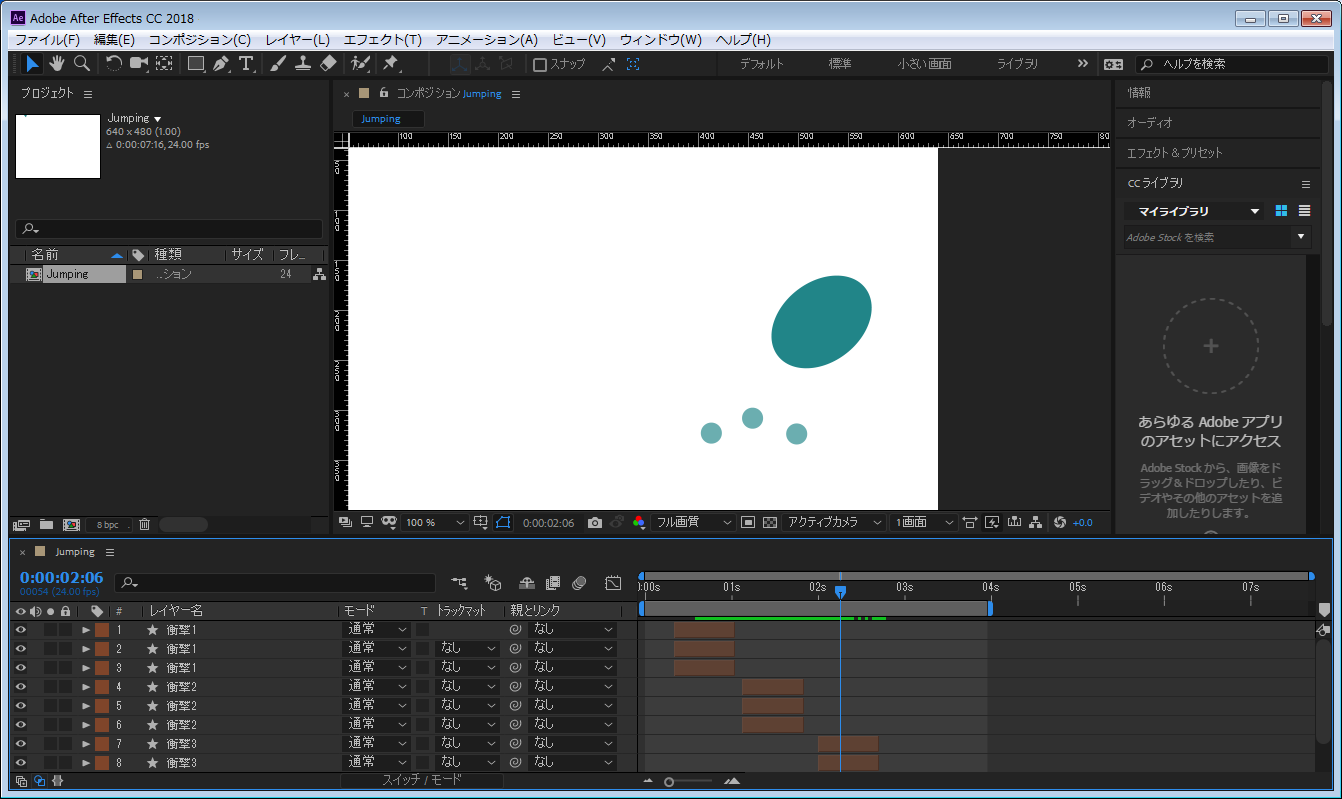 Ae Adobe After Effects CC 2018
ファイル(F) 編集(E) コンポジション(C) レイヤー(L) エフェクト(T) アニメーション(A) ビュー(V) ウィンドウ(W) ヘルプ(H)
スナップ デフォルト 標準 小さい画面 ライブラリ ヘルプを検索
プロジェクト
Jumping
640 x 480 (1.00)
△ 0:00:07:16, 24.00 fps
名前 種類 サイズ フレ...
Jumping ...ション 24
8 bpc
コンポジション Jumping
Jumping
100 150 200 250 300 350 400 450 500 550 600 650 700 750 80
100 % 0:00:02:06 フル画質 アクティブカメラ 1画面 +0.0
情報
オーディオ
エフェクト＆プリセット
CC ライブラリ
マイライブラリ
Adobe Stock を検索
あらゆる Adobe アプリ
のアセットにアクセス
Adobe Stock から、画像をド
ラッグ＆ドロップしたり、ビ
デオやその他のアセットを追
加したりします。
Jumping
0:00:02:06
00054 (24.00 fps)
:00s 01s 02s 03s 04s 05s 06s 07s
# レイヤー名 モード T トラックマット 親とリンク
1 衝撃1 通常 なし
2 衝撃1 通常 なし なし
3 衝撃1 通常 なし なし
4 衝撃2 通常 なし なし
5 衝撃2 通常 なし なし
6 衝撃2 通常 なし なし
7 衝撃3 通常 なし なし
8 衝撃3 通常 なし なし
スイッチ / モード